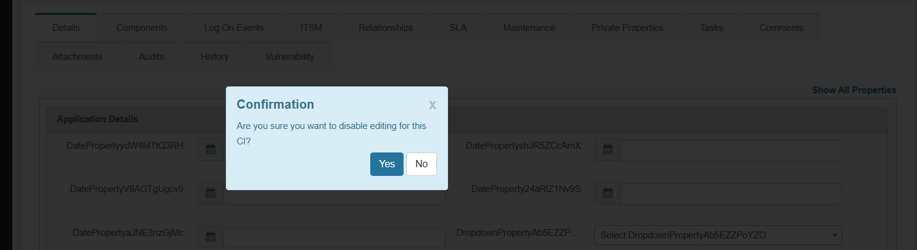 Details Components Log On Events ITSM Relationships SLA Maintenance Private Properties Tasks Comments
Attachments Audits History Vulnerability
Show All Properties
Confirmation x
Are you sure you want to disable editing for this
CI?
Yes No
Application Details
DatePropertyydW4MTlQ3RH: DatePropertyshJR5ZCcAmX:
DatePropertyV8AGTgUgcv9: DateProperty24aRlZ1Nv9S:
DatePropertyaJNE3nzGjMc: DropdownPropertyAb5EZZP... Select DropdownPropertyAb5EZZPoYZO